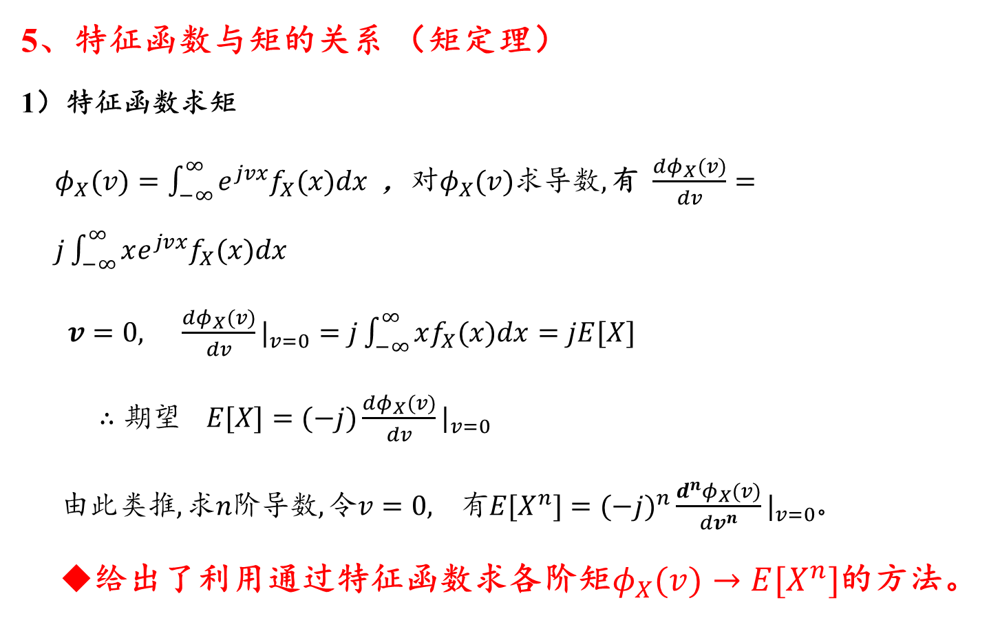 5、特征函数与矩的关系 （矩定理）
1）特征函数求矩
$\phi_X(v) = \int_{-\infty}^{\infty} e^{jvx} f_X(x)dx$ ，对$\phi_X(v)$求导数,有 $\frac{d\phi_X(v)}{dv} =$
$j\int_{-\infty}^{\infty} xe^{jvx} f_X(x)dx$
$\boldsymbol{v} = 0,\quad \frac{d\phi_X(v)}{dv}|_{v=0} = j\int_{-\infty}^{\infty} xf_X(x)dx = jE[X]$
∴ 期望 $E[X] = (-j)\frac{d\phi_X(v)}{dv}|_{v=0}$
由此类推,求$n$阶导数,令$v = 0$, 有$E[X^n] = (-j)^n \frac{\boldsymbol{d^n}\phi_X(v)}{d\boldsymbol{v^n}}|_{v=0}$。
◆给出了利用通过特征函数求各阶矩$\phi_X(v) \rightarrow E[X^n]$的方法。